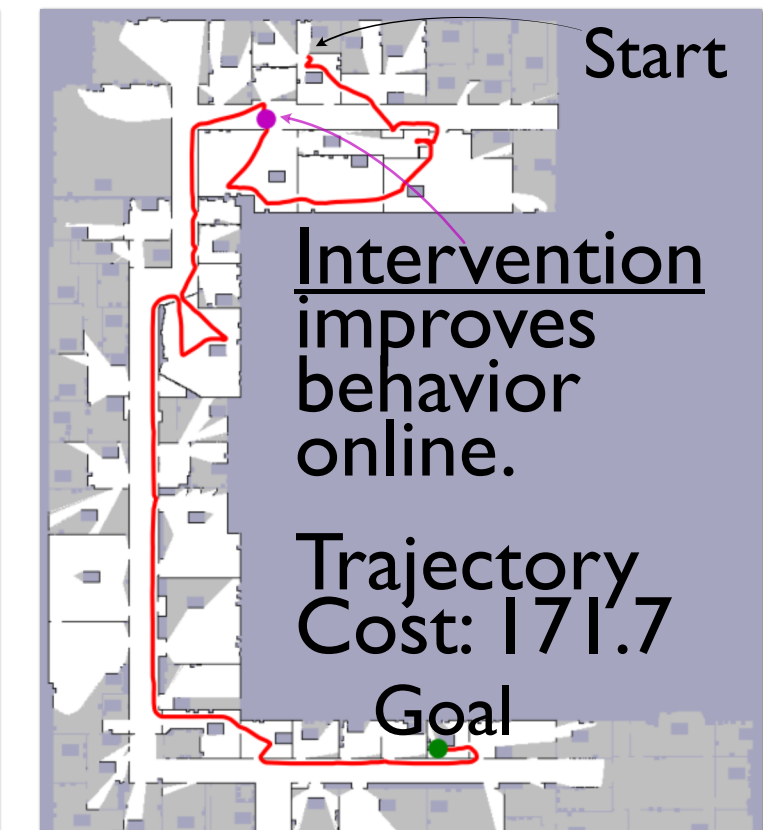 Start
Intervention
improves
behavior
online.
Trajectory
Cost: 171.7
Goal